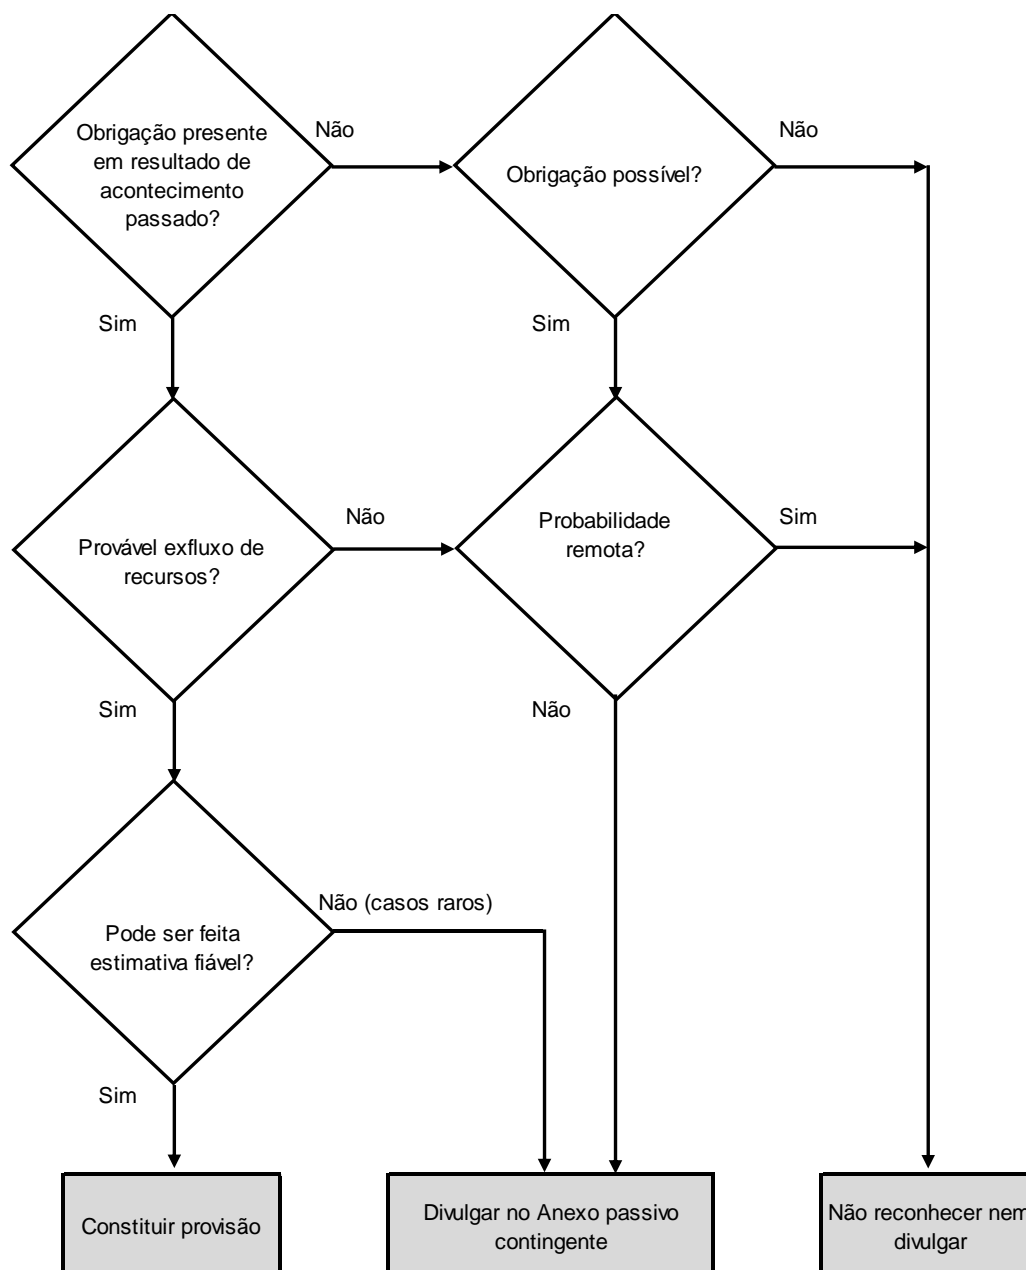 Obrigação presente
em resultado de
acontecimento
passado?
Não
Obrigação possível?
Não
Sim
Sim
Provável exfluxo de
recursos?
Não
Probabilidade
remota?
Sim
Sim
Não
Pode ser feita
estimativa fiável?
Não (casos raros)
Sim
Constituir provisão
Divulgar no Anexo passivo
contingente
Não reconhecer nem
divulgar